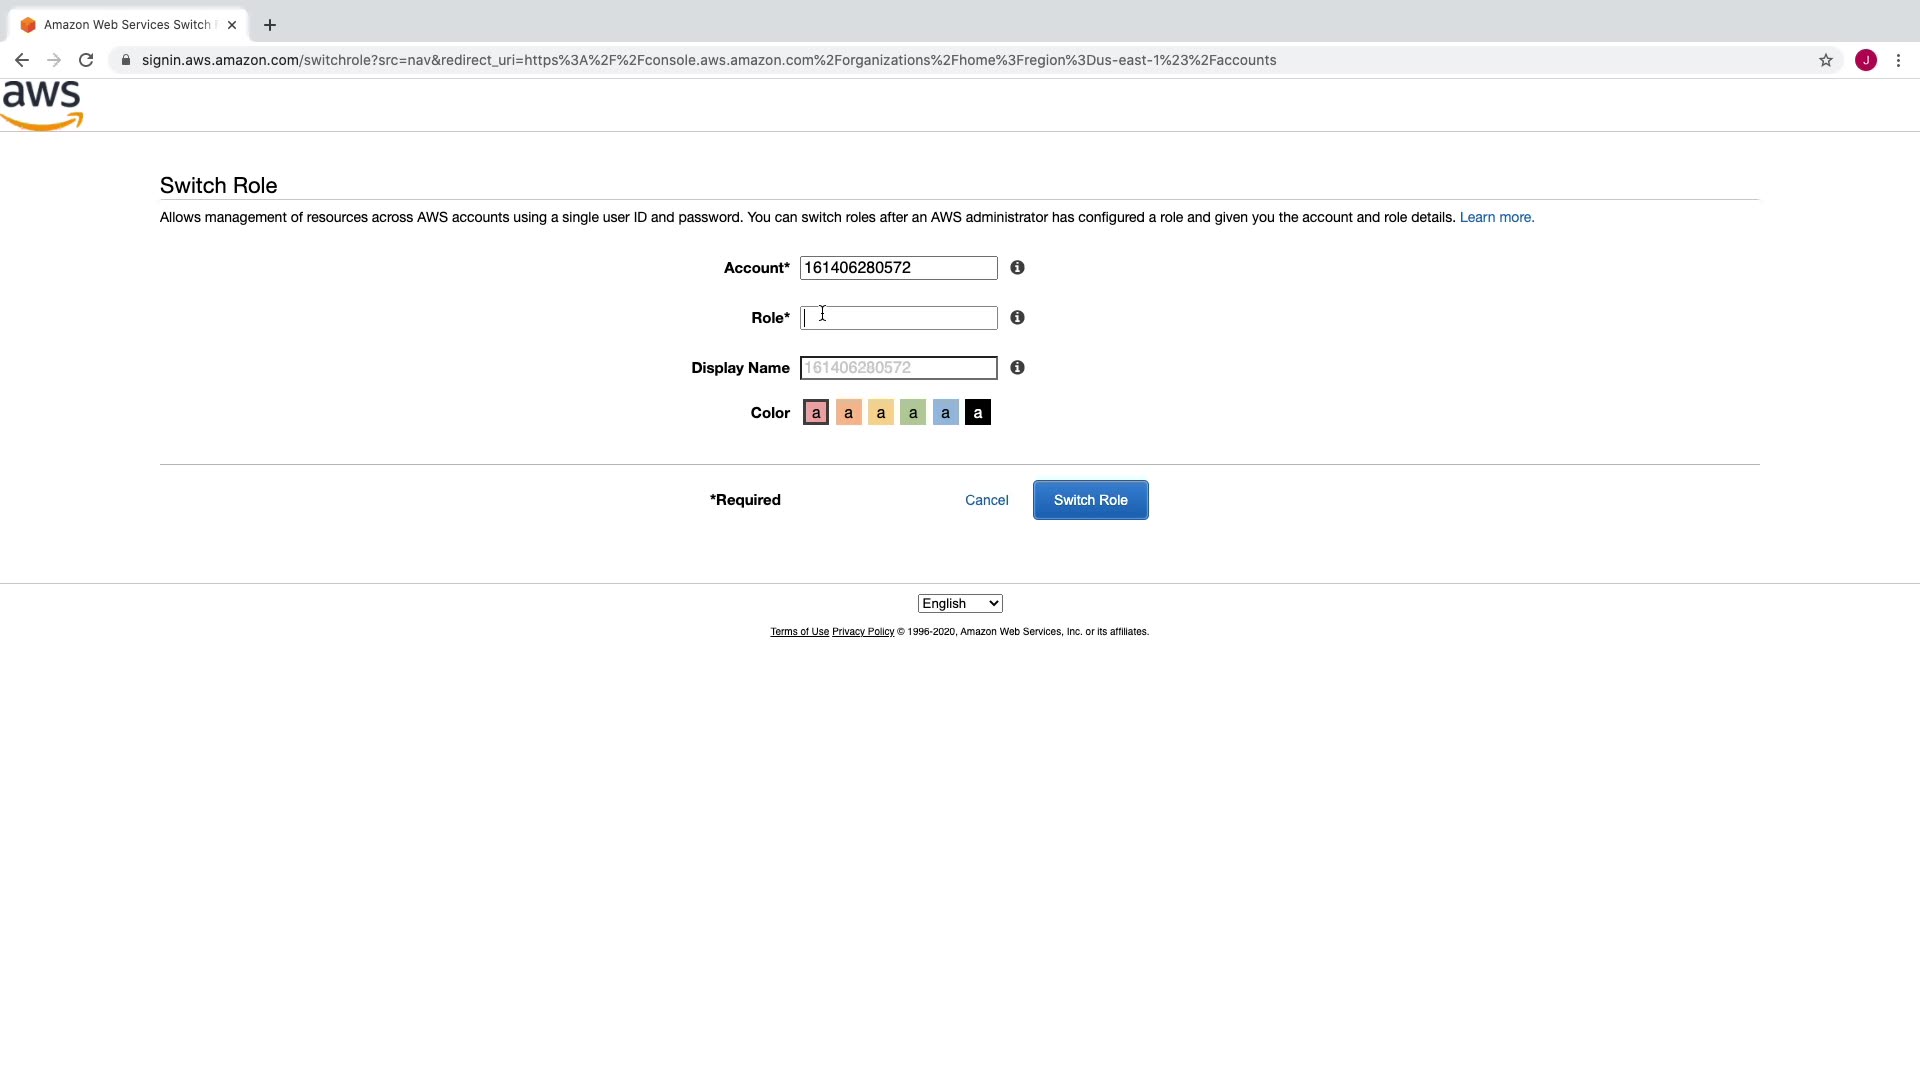 Amazon Web Services Switch
signin.aws.amazon.com/switchrole?src=nav&redirect_uri=https%3A%2F%2Fconsole.aws.amazon.com%2Forganizations%2Fhome%3Fregion%3Dus-east-1%23%2Faccounts
J
aws
Switch Role
Allows management of resources across AWS accounts using a single user ID and password. You can switch roles after an AWS administrator has configured a role and given you the account and role details. Learn more.
Account* 161406280572
Role*
Display Name 161406280572
Color a a a a a a
*Required Cancel Switch Role
English
Terms of Use Privacy Policy © 1996-2020, Amazon Web Services, Inc. or its affiliates.